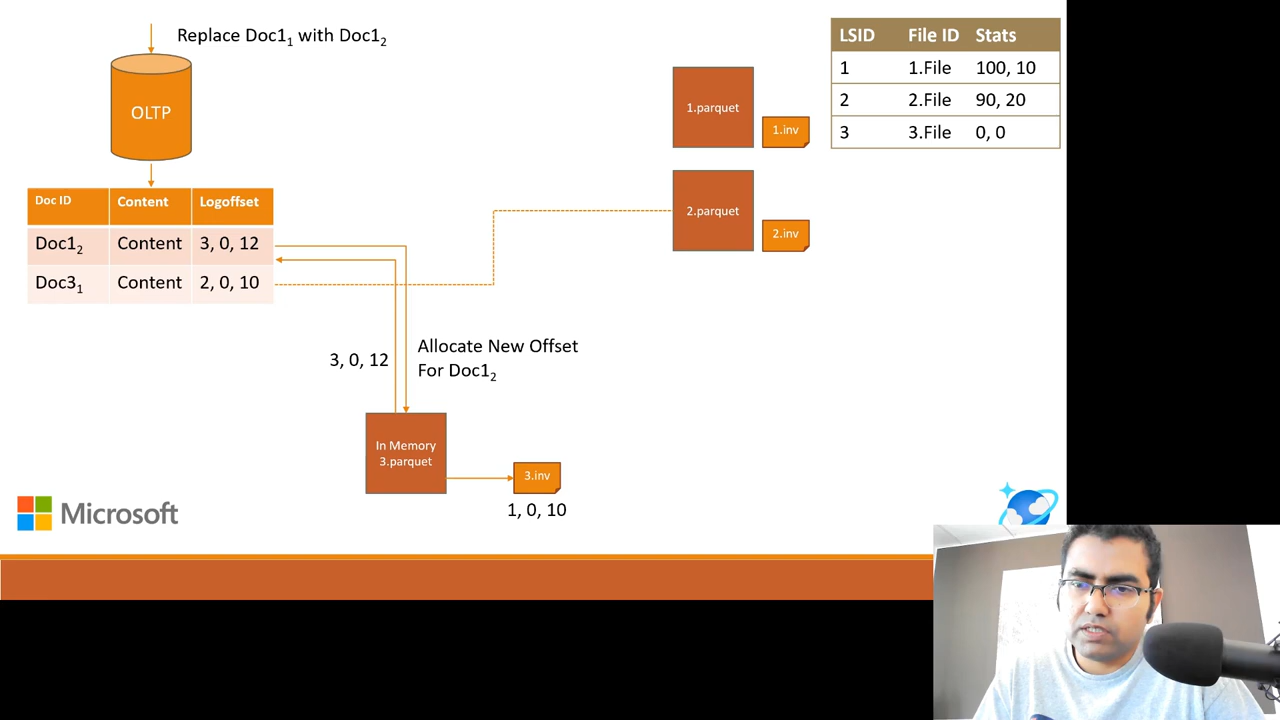 Replace Doc1₁ with Doc1₂
OLTP
Doc ID Content Logoffset
Doc1₂ Content 3, 0, 12
Doc3₁ Content 2, 0, 10
1.parquet
1.inv
2.parquet
2.inv
LSID File ID Stats
1 1.File 100, 10
2 2.File 90, 20
3 3.File 0, 0
3, 0, 12
Allocate New Offset
For Doc1₂
In Memory
3.parquet
3.inv
1, 0, 10
Microsoft